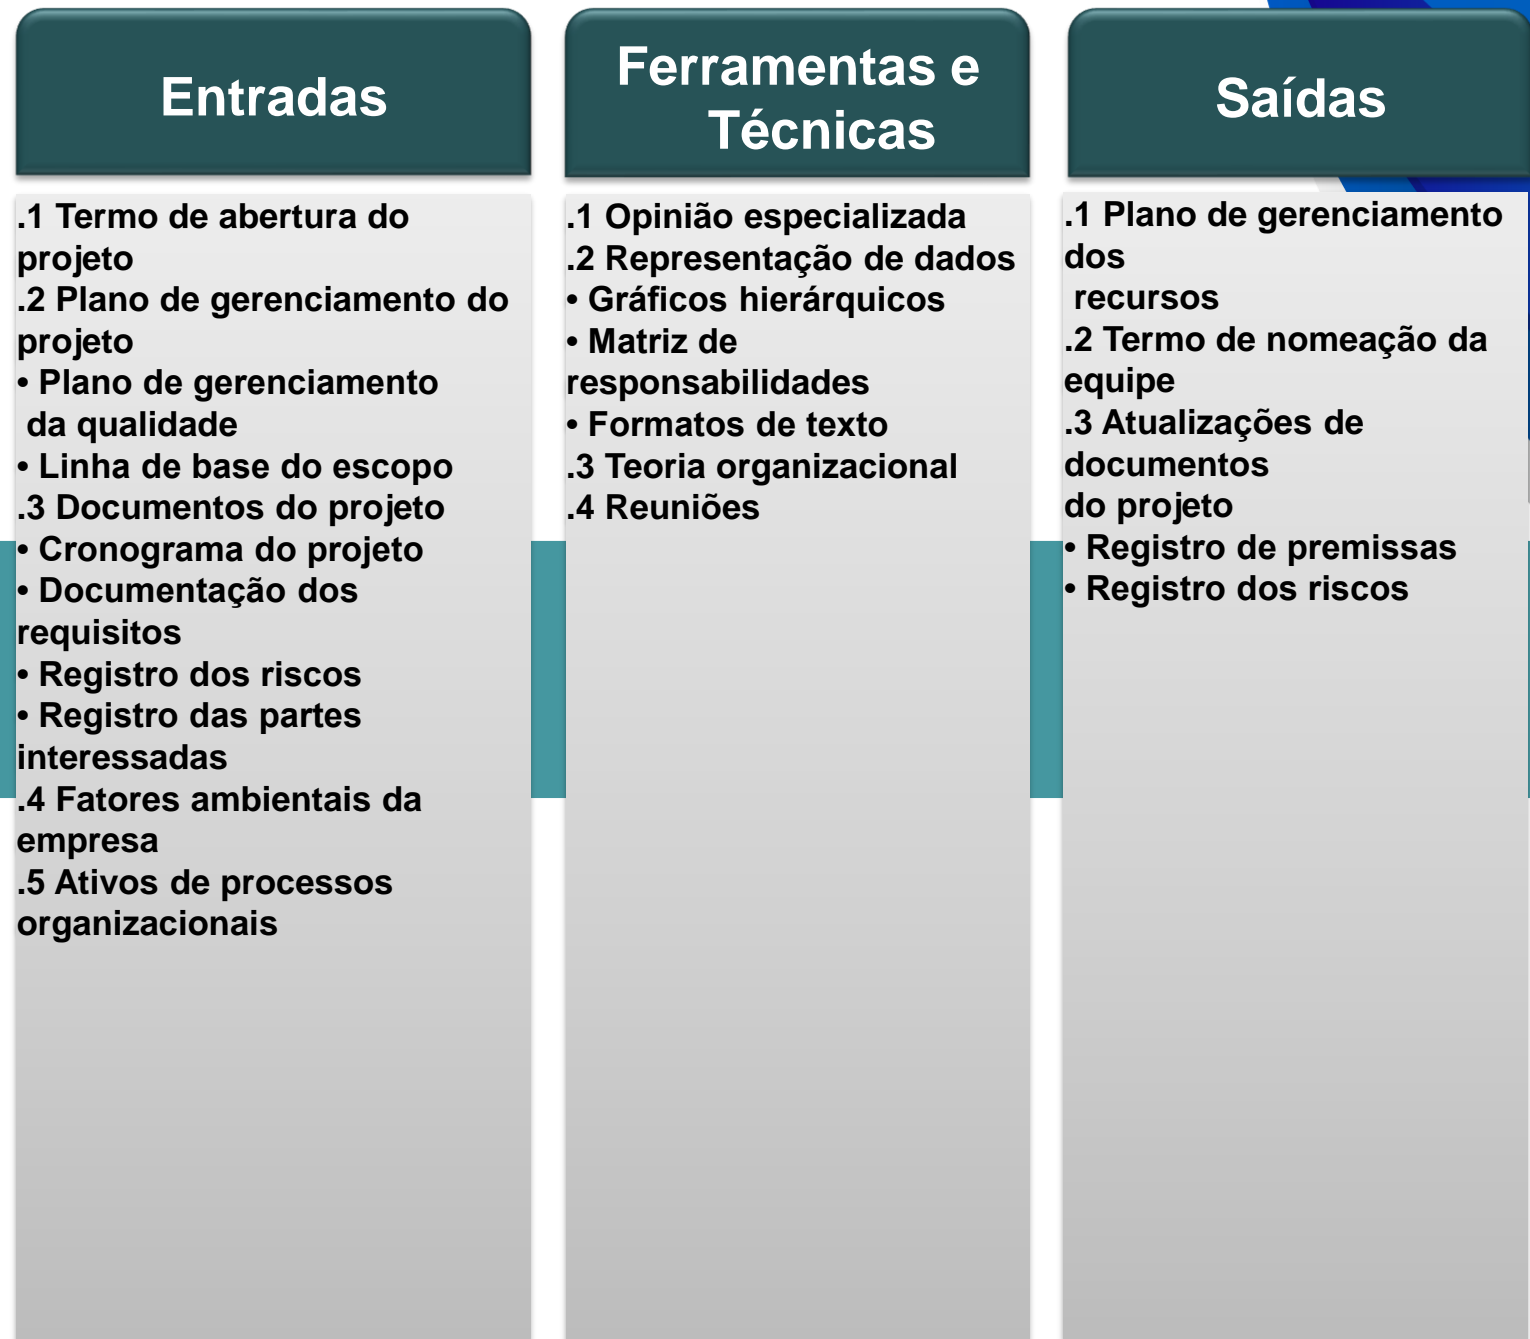 Entradas
.1 Termo de abertura do
projeto
.2 Plano de gerenciamento do
projeto
• Plano de gerenciamento
da qualidade
• Linha de base do escopo
.3 Documentos do projeto
• Cronograma do projeto
• Documentação dos
requisitos
• Registro dos riscos
• Registro das partes
interessadas
.4 Fatores ambientais da
empresa
.5 Ativos de processos
organizacionais
Ferramentas e
Técnicas
.1 Opinião especializada
.2 Representação de dados
• Gráficos hierárquicos
• Matriz de
responsabilidades
• Formatos de texto
.3 Teoria organizacional
.4 Reuniões
Saídas
.1 Plano de gerenciamento
dos
recursos
.2 Termo de nomeação da
equipe
.3 Atualizações de
documentos
do projeto
• Registro de premissas
• Registro dos riscos